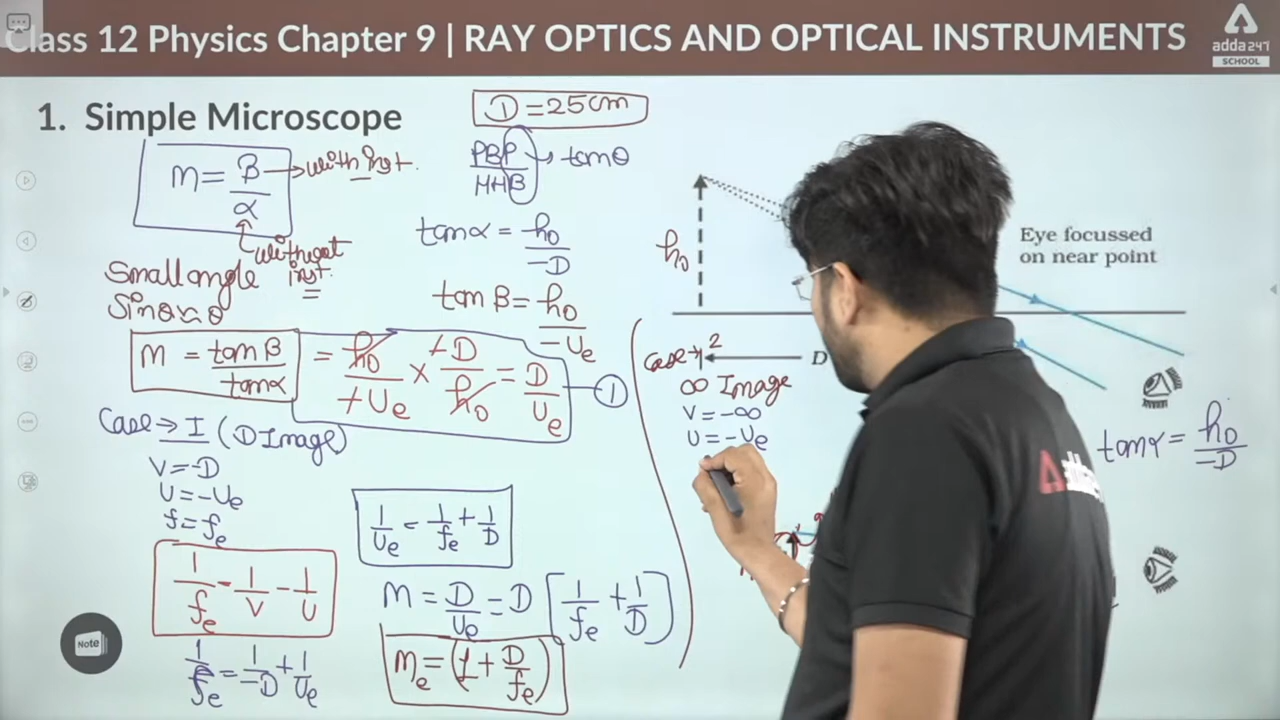 Class 12 Physics Chapter 9 | RAY OPTICS AND OPTICAL INSTRUMENTS
adda247
SCHOOL
1. Simple Microscope
D = 25cm
m = β/α → with inst.
without inst.
PBP/HHB → tanθ
tanα = h₀/-D
Small angle
Sinθ ≈ θ
tanβ = h₀/-Uₑ
m = tanβ/tanα = h₀/+Uₑ × +D/h₀ = D/Uₑ — ①
Case → I (D Image)
V = -D
U = -Uₑ
f = fₑ
1/fₑ = 1/V - 1/U
1/fₑ = 1/-D + 1/Uₑ
1/Uₑ = 1/fₑ + 1/D
m = D/Uₑ = D [1/fₑ + 1/D]
mₑ = (1 + D/fₑ)
h₀
Eye focussed
on near point
Case → 2
D
∞ Image
V = -∞
U = -Uₑ
tanα = h₀/-D
Note